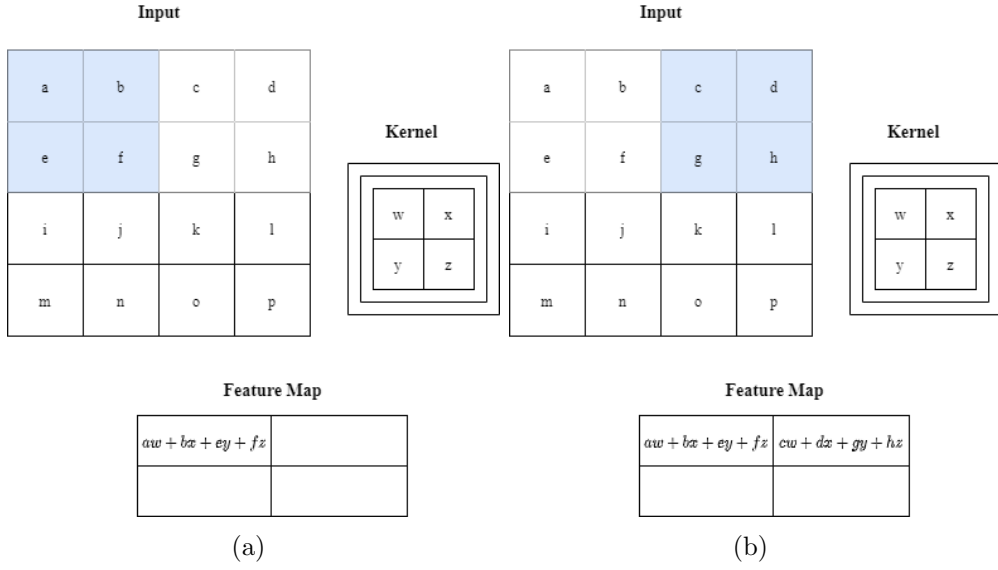 Input
a b c d
e f g h
i j k l
m n o p
Kernel
w x
y z
Feature Map
aw + bx + ey + fz
(a)
Input
a b c d
e f g h
i j k l
m n o p
Kernel
w x
y z
Feature Map
aw + bx + ey + fz cw + dx + gy + hz
(b)